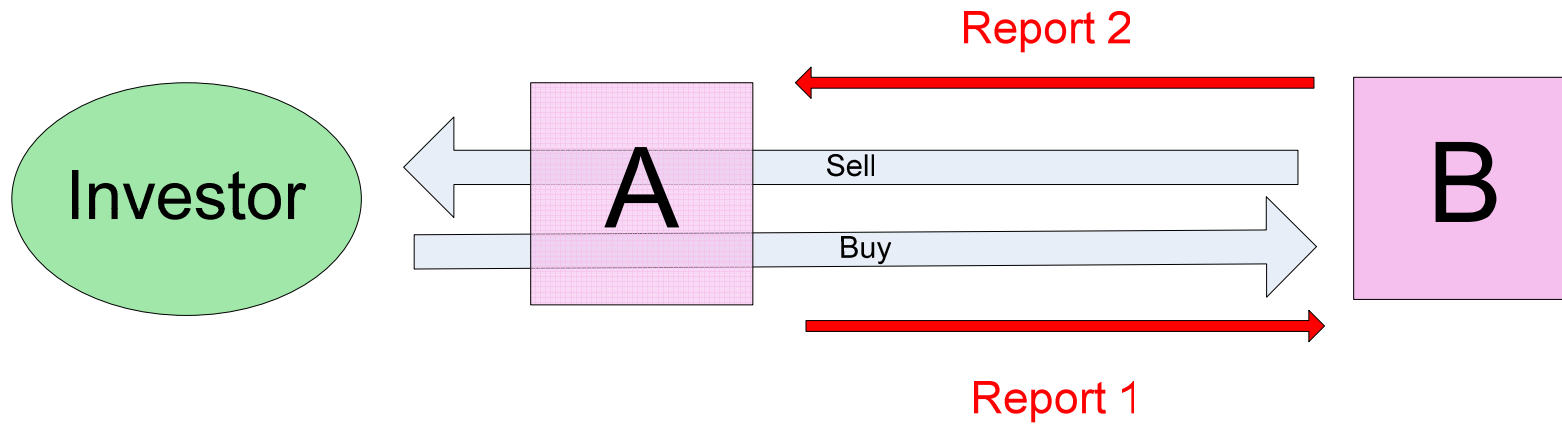 Report 2
Investor
A
Sell
Buy
B
Report 1